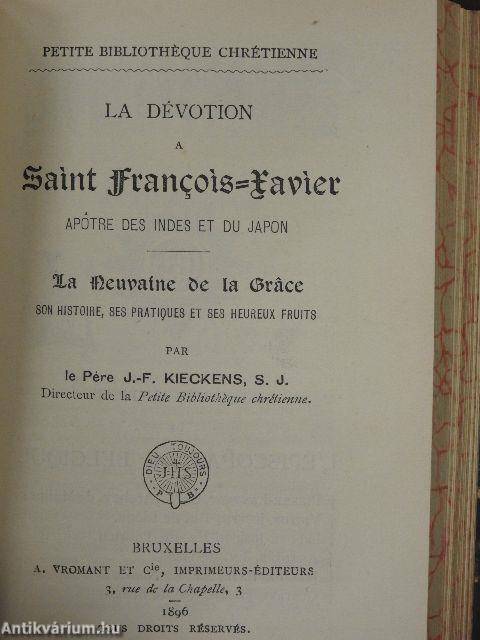 PETITE BIBLIOTHÈQUE CHRÉTIENNE
LA DÉVOTION
A
Saint François=Xavier
APÔTRE DES INDES ET DU JAPON
La Neuvaine de la Grâce
SON HISTOIRE, SES PRATIQUES ET SES HEUREUX FRUITS
PAR
le Père J.-F. KIECKENS, S. J.
Directeur de la Petite Bibliothèque chrétienne.
DIEU TOUJOURS
J·H·S
P. B.
BRUXELLES
A. VROMANT ET Cie, IMPRIMEURS-ÉDITEURS
3, rue de la Chapelle, 3
1896
US DROITS RÉSERVÉS.
Antikvárium.hu